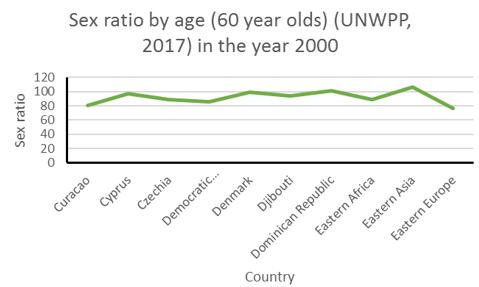 Sex ratio by age (60 year olds) (UNWPP,
2017) in the year 2000
120
100
80
60
40
20
0
Sex ratio
Curacao
Cyprus
Czechia
Democratic...
Denmark
Djibouti
Dominican Republic
Eastern Africa
Eastern Asia
Eastern Europe
Country